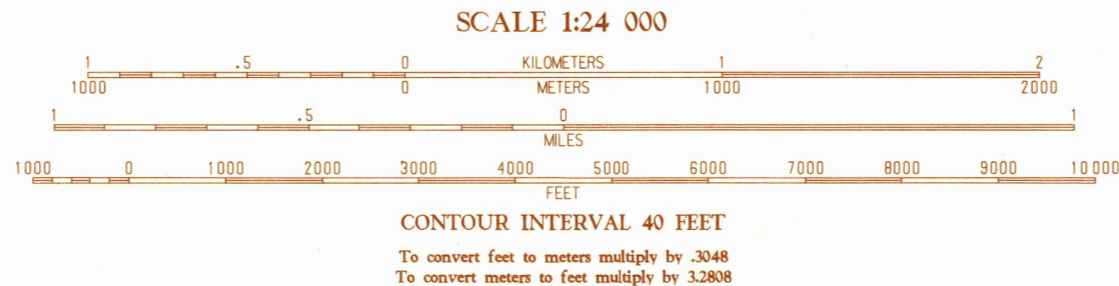 SCALE 1:24 000
1 .5 0 KILOMETERS 1 2
1000 0 METERS 1000 2000
1 .5 0 1
MILES
1000 0 1000 2000 3000 4000 5000 6000 7000 8000 9000 10 000
FEET
CONTOUR INTERVAL 40 FEET
To convert feet to meters multiply by .3048
To convert meters to feet multiply by 3.2808